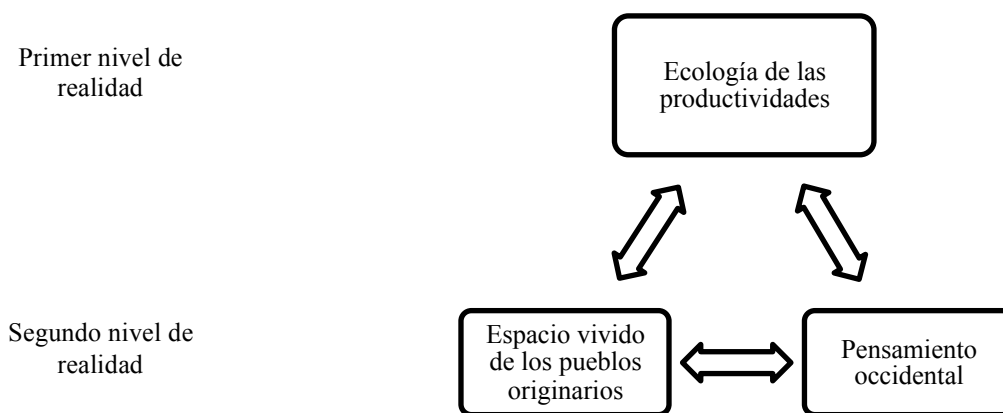 Primer nivel de
realidad
Ecología de las
productividades
Segundo nivel de
realidad
Espacio vivido
de los pueblos
originarios
Pensamiento
occidental